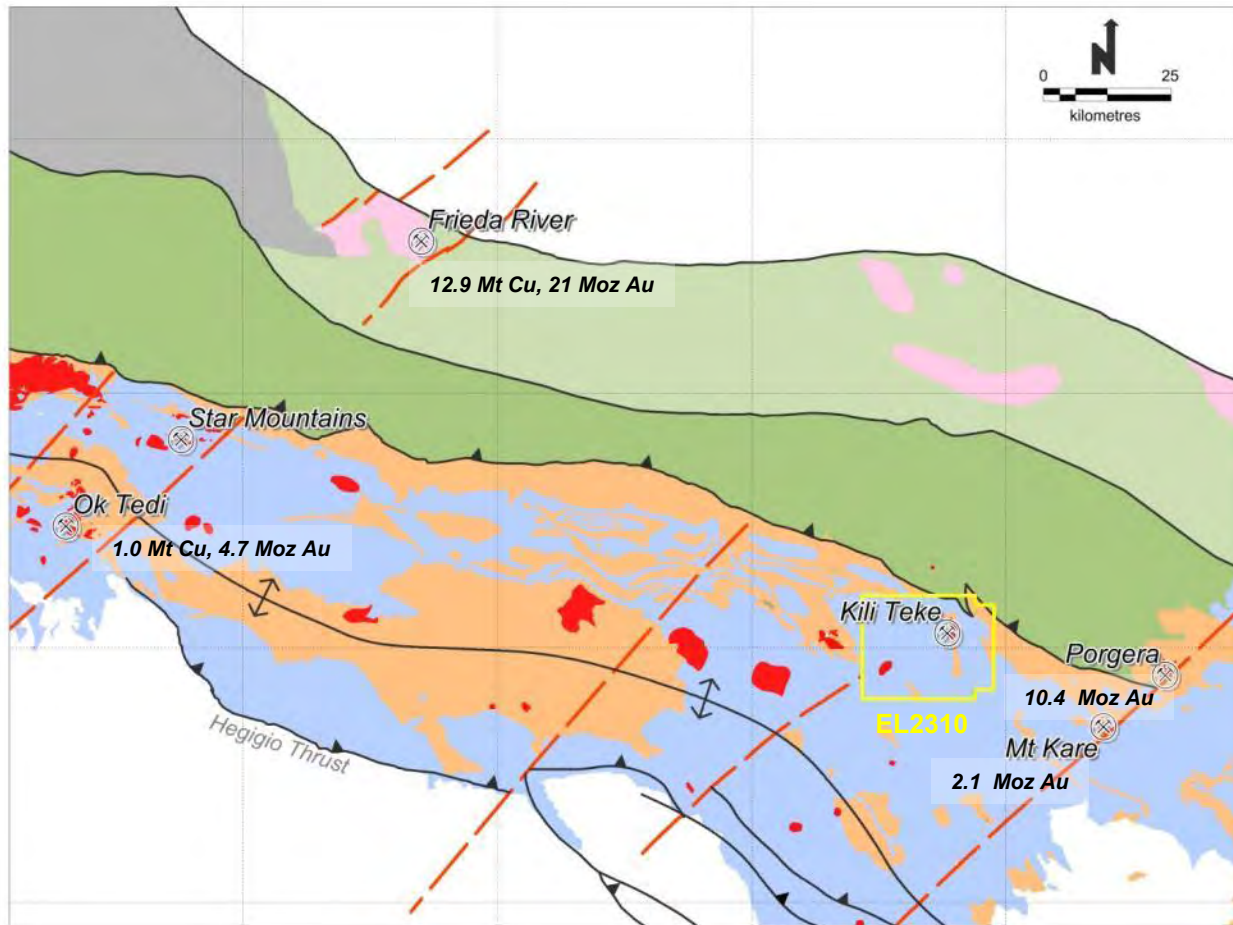 N
0 25
kilometres
Frieda River
12.9 Mt Cu, 21 Moz Au
Star Mountains
Ok Tedi
1.0 Mt Cu, 4.7 Moz Au
Kili Teke
Porgera
10.4 Moz Au
EL2310
Mt Kare
Hegigio Thrust
2.1 Moz Au